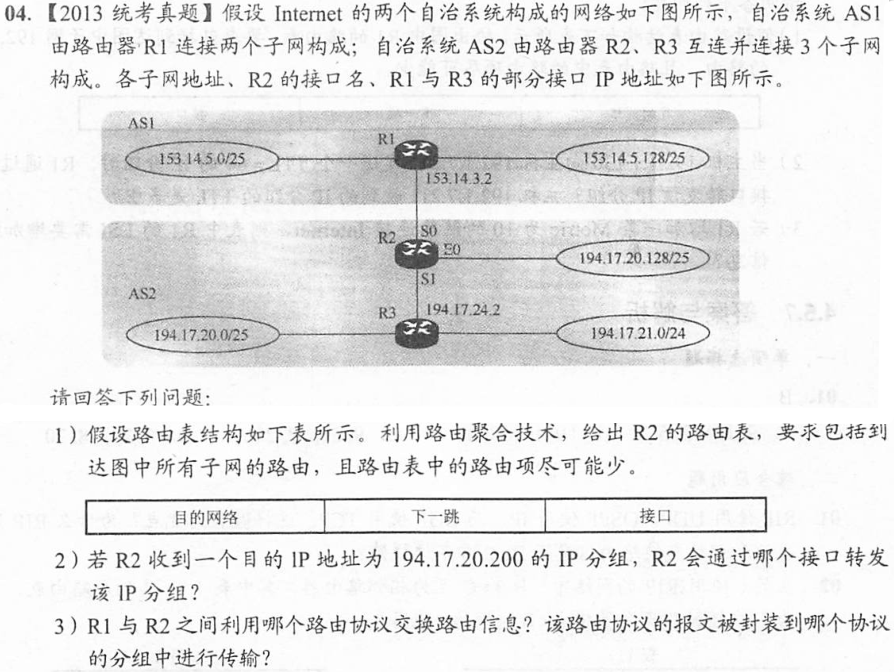 04.【2013 统考真题】假设 Internet 的两个自治系统构成的网络如下图所示，自治系统 AS1
由路由器 R1 连接两个子网构成；自治系统 AS2 由路由器 R2、R3 互连并连接 3 个子网
构成。各子网地址、R2 的接口名、R1 与 R3 的部分接口 IP 地址如下图所示。
AS1
R1
153.14.5.0/25
153.14.5.128/25
153.14.3.2
R2
S0
E0
194.17.20.128/25
S1
AS2
R3
194.17.24.2
194.17.20.0/25
194.17.21.0/24
请回答下列问题：
1）假设路由表结构如下表所示。利用路由聚合技术，给出 R2 的路由表，要求包括到
达图中所有子网的路由，且路由表中的路由项尽可能少。
目的网络 下一跳 接口
2）若 R2 收到一个目的 IP 地址为 194.17.20.200 的 IP 分组，R2 会通过哪个接口转发
该 IP 分组？
3）R1 与 R2 之间利用哪个路由协议交换路由信息？该路由协议的报文被封装到哪个协议
的分组中进行传输？